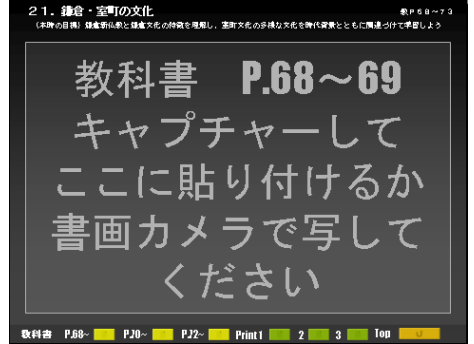 21. 鎌倉・室町の文化
教P68~73
(本時の目標) 鎌倉新仏教と鎌倉文化の特徴を理解し、室町文化の多様な文化を時代背景とともに関連づけて学習しよう
教科書 P.68~69
キャプチャーして
ここに貼り付けるか
書画カメラで写して
ください
教科書 P.68~ P.70~ P.72~ Print1 2 3 Top